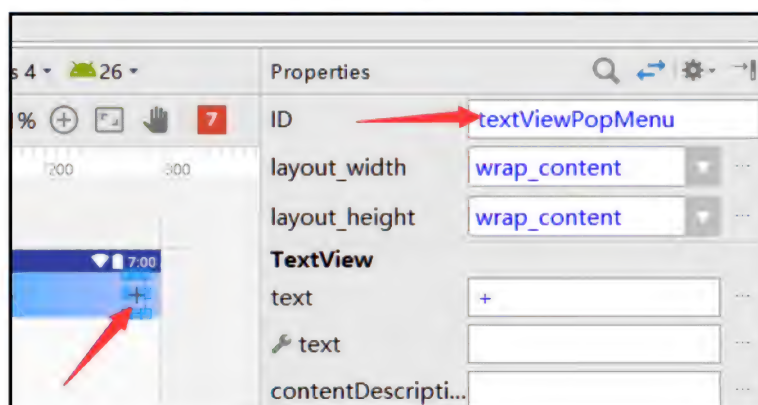 s 4
26
Properties
%
7
ID
textViewPopMenu
200
300
layout_width
wrap_content
layout_height
wrap_content
7:00
TextView
text
+
+
text
contentDescripti...